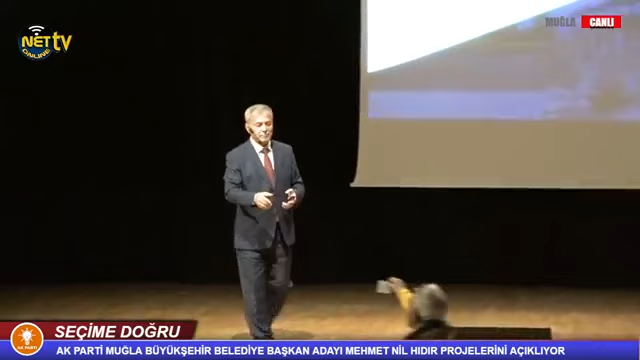 NET tv
ONLINE
MUĞLA CANLI
SEÇİME DOĞRU
AK PARTİ
AK PARTİ MUĞLA BÜYÜKŞEHİR BELEDİYE BAŞKAN ADAYI MEHMET NİL HIDIR PROJELERİNİ AÇIKLIYOR